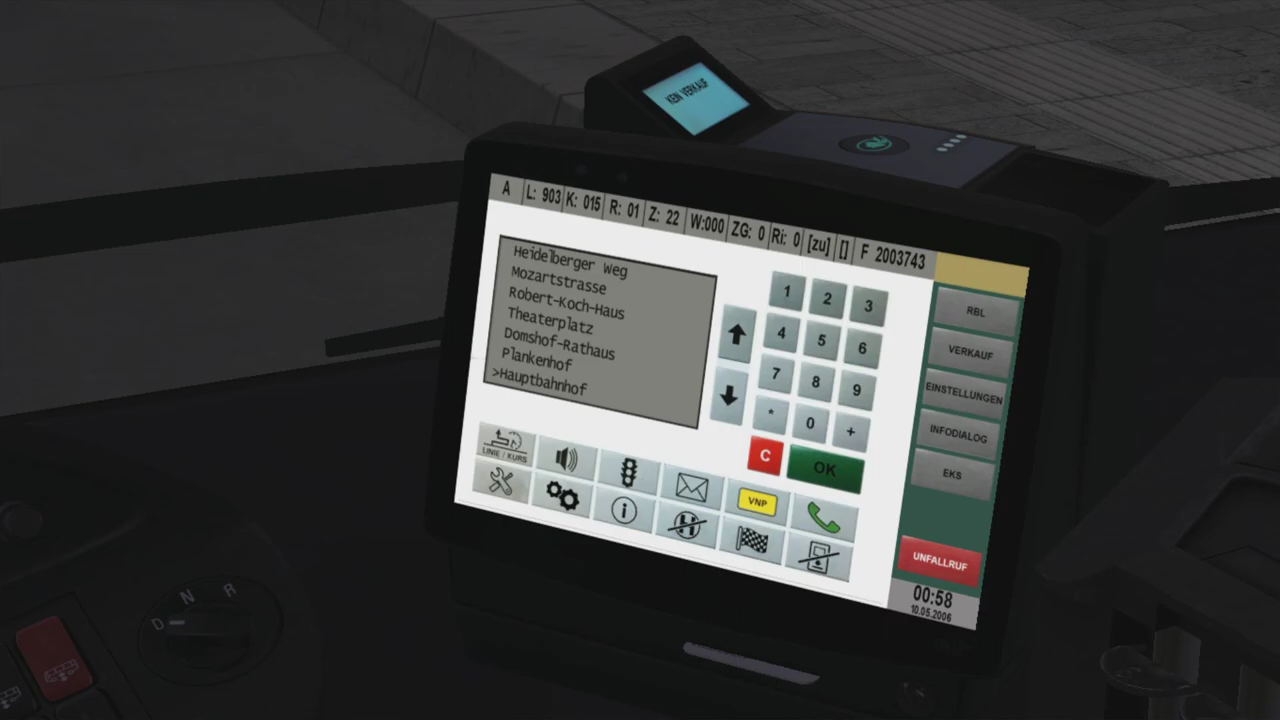 KEIN VERKAUF
A L: 903 K: 015 R: 01 Z: 22 W:000 ZG: 0 Ri: 0 [zu] [] F 2003743
Heidelberger Weg
Mozartstrasse
Robert-Koch-Haus
Theaterplatz
Domshof-Rathaus
Plankenhof
>Hauptbahnhof
1 2 3
4 5 6
7 8 9
* 0 +
C OK
RBL
VERKAUF
EINSTELLUNGEN
INFODIALOG
EKS
UNFALLRUF
00:58
10.05.2006
LINIE / KURS
VNP
i
H
D N R